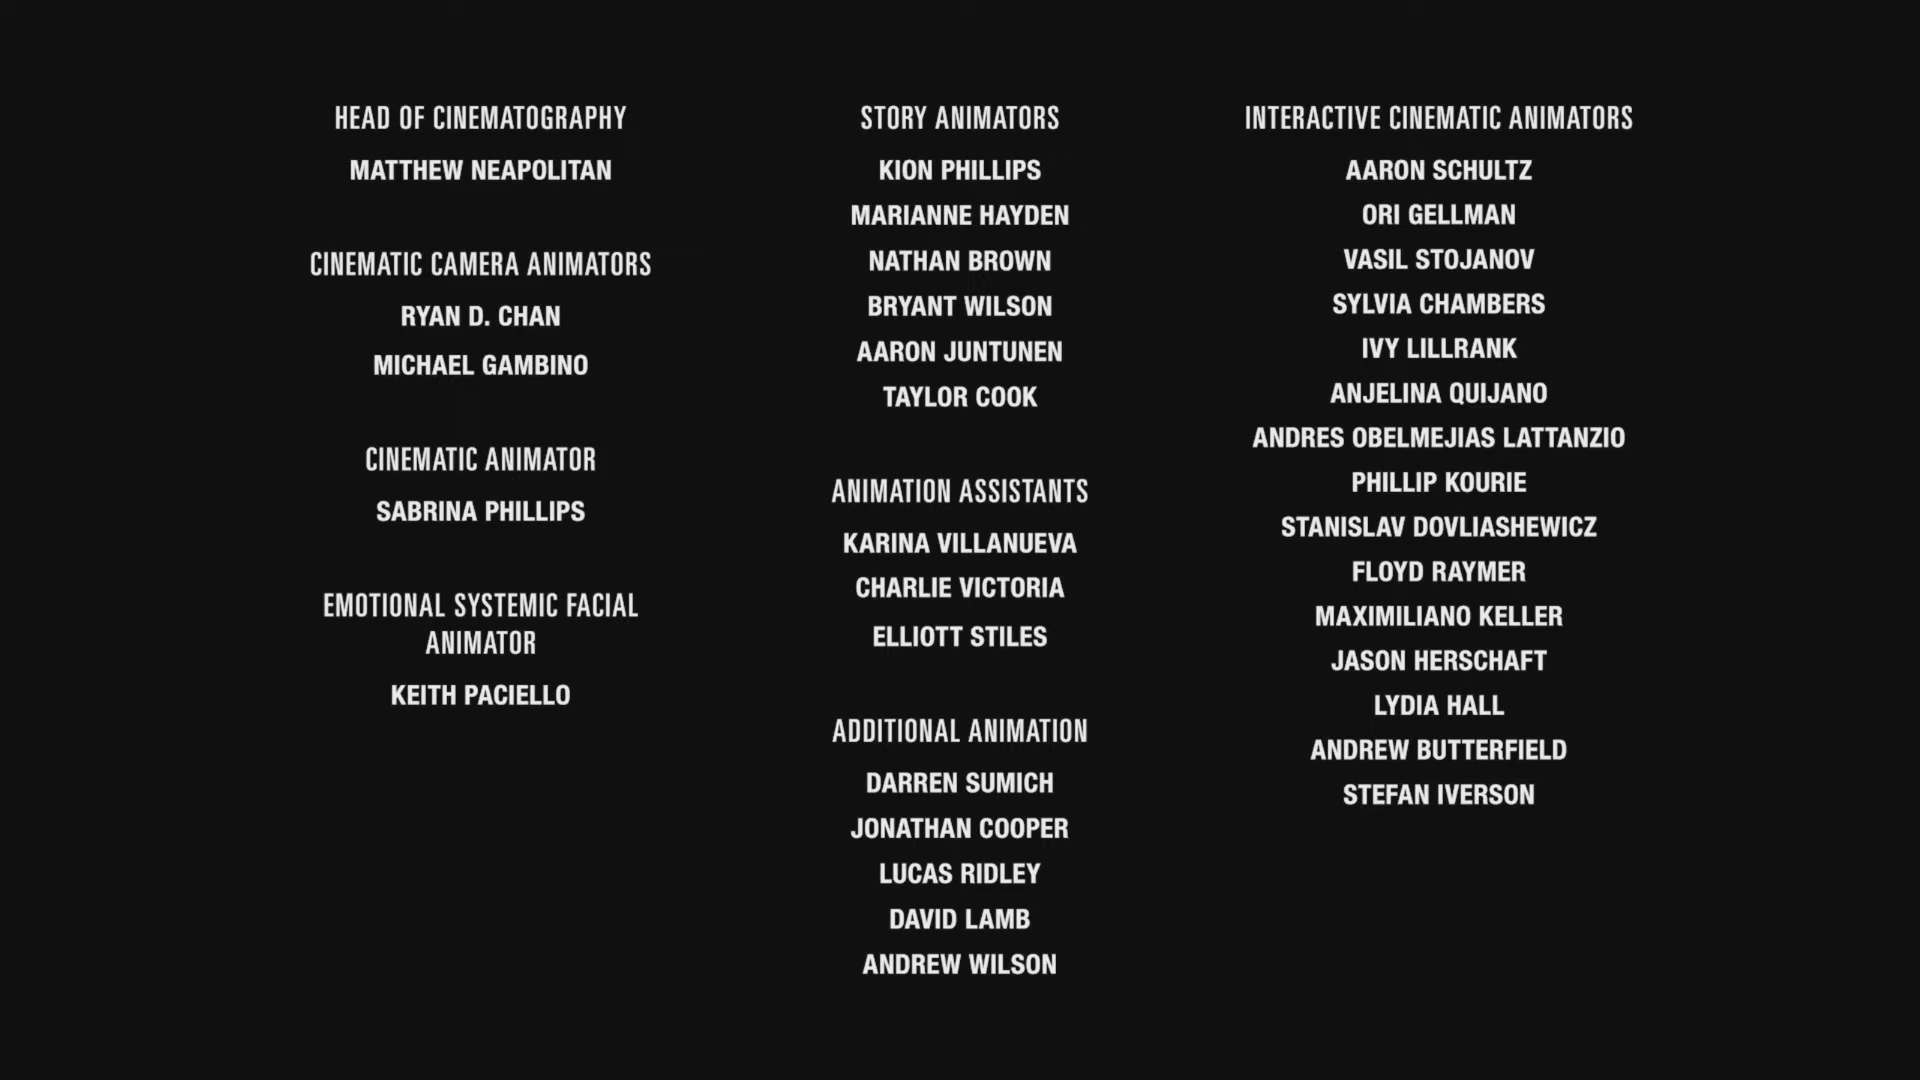 HEAD OF CINEMATOGRAPHY
MATTHEW NEAPOLITAN
CINEMATIC CAMERA ANIMATORS
RYAN D. CHAN
MICHAEL GAMBINO
CINEMATIC ANIMATOR
SABRINA PHILLIPS
EMOTIONAL SYSTEMIC FACIAL
ANIMATOR
KEITH PACIELLO
STORY ANIMATORS
KION PHILLIPS
MARIANNE HAYDEN
NATHAN BROWN
BRYANT WILSON
AARON JUNTUNEN
TAYLOR COOK
ANIMATION ASSISTANTS
KARINA VILLANUEVA
CHARLIE VICTORIA
ELLIOTT STILES
ADDITIONAL ANIMATION
DARREN SUMICH
JONATHAN COOPER
LUCAS RIDLEY
DAVID LAMB
ANDREW WILSON
INTERACTIVE CINEMATIC ANIMATORS
AARON SCHULTZ
ORI GELLMAN
VASIL STOJANOV
SYLVIA CHAMBERS
IVY LILLRANK
ANJELINA QUIJANO
ANDRES OBELMEJIAS LATTANZIO
PHILLIP KOURIE
STANISLAV DOVLIASHEWICZ
FLOYD RAYMER
MAXIMILIANO KELLER
JASON HERSCHAFT
LYDIA HALL
ANDREW BUTTERFIELD
STEFAN IVERSON